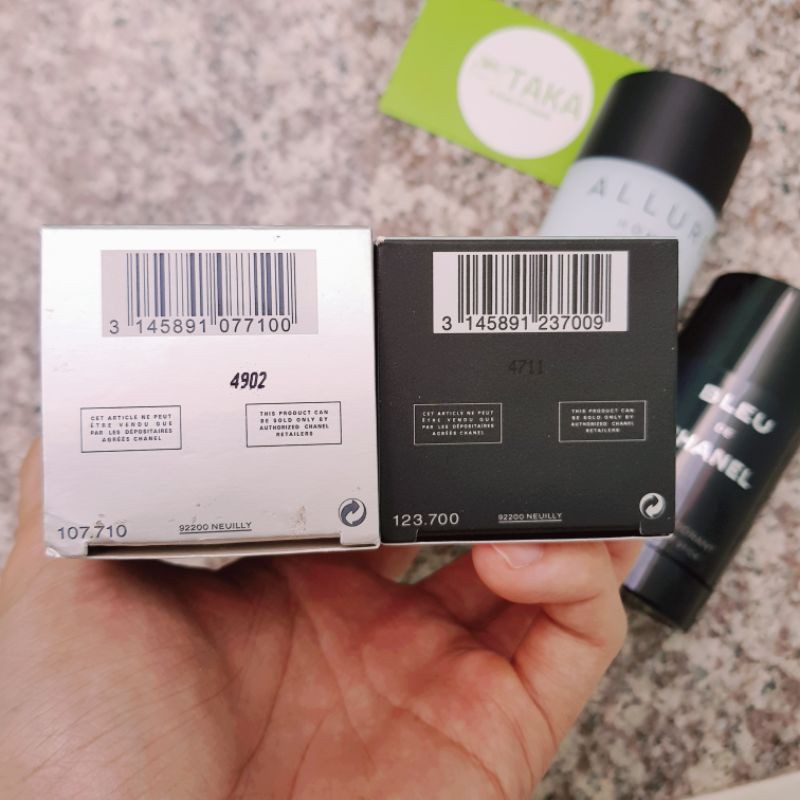 TAKA
ALLUR
3 145891 077100
4902
CET ARTICLE NE PEUT
ÊTRE VENDU QUE
PAR LES DÉPOSITAIRES
AGRÉÉS CHANEL
THIS PRODUCT CAN
BE SOLD ONLY BY
AUTHORIZED CHANEL
RETAILERS
107.710
92200 NEUILLY
3 145891 237009
4711
CET ARTICLE NE PEUT
ÊTRE VENDU QUE
PAR LES DÉPOSITAIRES
AGRÉÉS CHANEL
THIS PRODUCT CAN
BE SOLD ONLY BY
AUTHORIZED CHANEL
RETAILERS
123.700
92200 NEUILLY
BLEU
DE
CHANEL